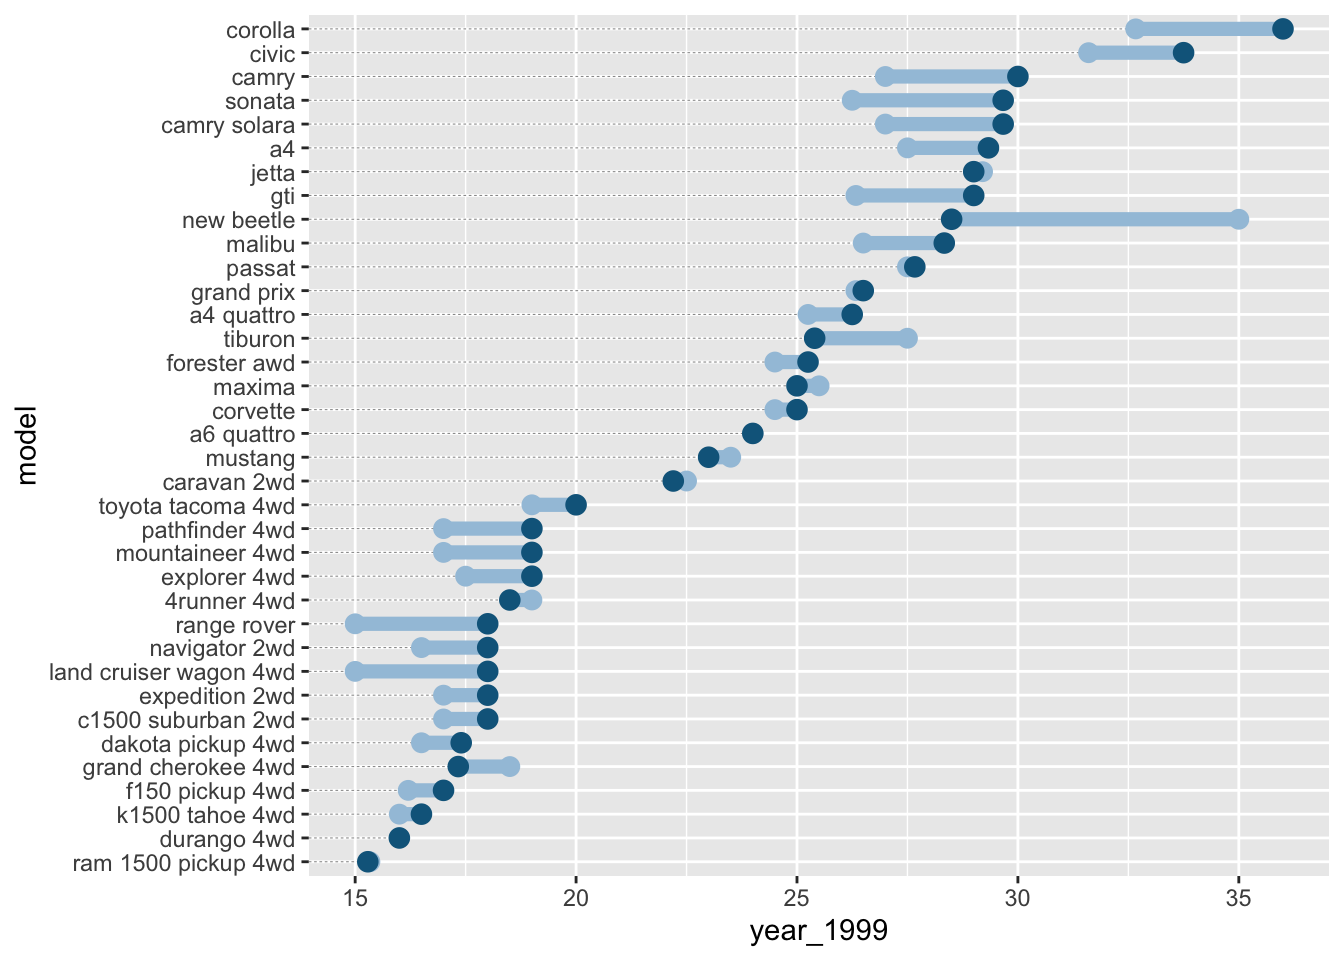 corolla
civic
camry
sonata
camry solara
a4
jetta
gti
new beetle
malibu
passat
grand prix
a4 quattro
tiburon
forester awd
maxima
corvette
a6 quattro
mustang
caravan 2wd
toyota tacoma 4wd
pathfinder 4wd
mountaineer 4wd
explorer 4wd
4runner 4wd
range rover
navigator 2wd
land cruiser wagon 4wd
expedition 2wd
c1500 suburban 2wd
dakota pickup 4wd
grand cherokee 4wd
f150 pickup 4wd
k1500 tahoe 4wd
durango 4wd
ram 1500 pickup 4wd
model
15 20 25 30 35
year_1999